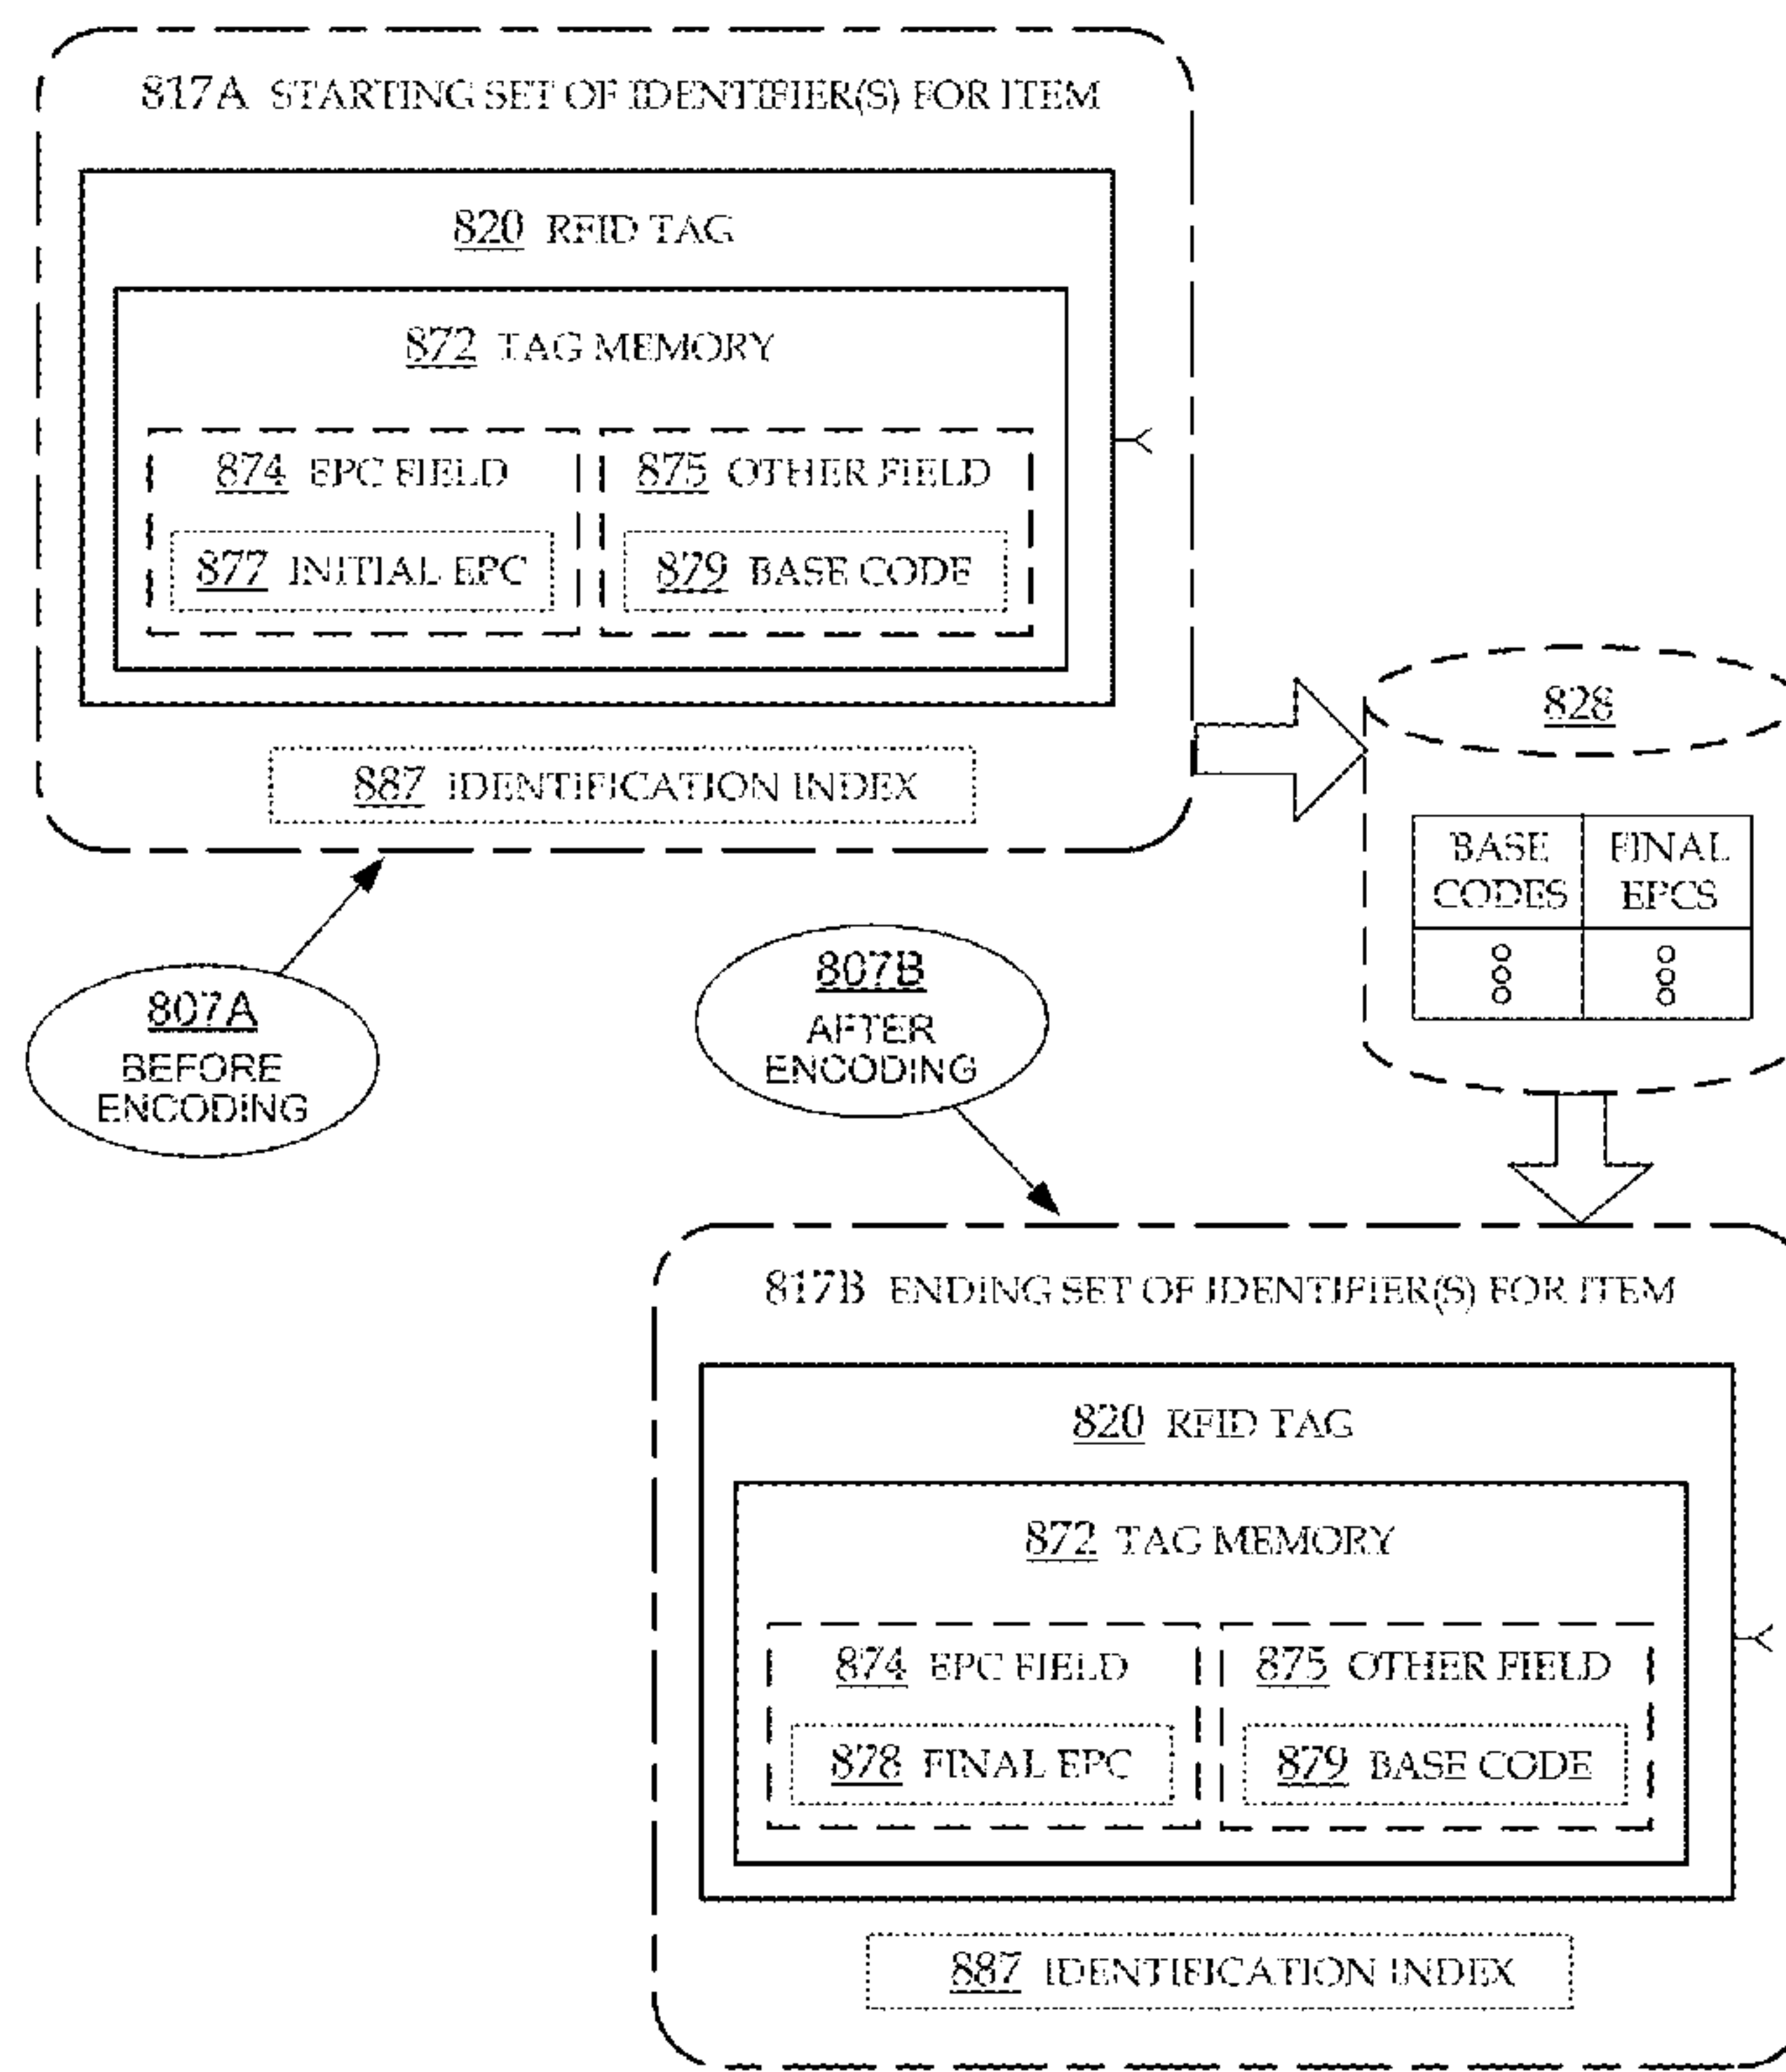 817A STARTING SET OF IDENTIFIER(S) FOR ITEM
820 RFID TAG
872 TAG MEMORY
874 EPC FIELD
875 OTHER FIELD
877 INITIAL EPC
879 BASE CODE
887 IDENTIFICATION INDEX
828
BASE
CODES
FINAL
EPCS
807A
BEFORE
ENCODING
807B
AFTER
ENCODING
817B ENDING SET OF IDENTIFIER(S) FOR ITEM
820 RFID TAG
872 TAG MEMORY
874 EPC FIELD
875 OTHER FIELD
878 FINAL EPC
879 BASE CODE
887 IDENTIFICATION INDEX